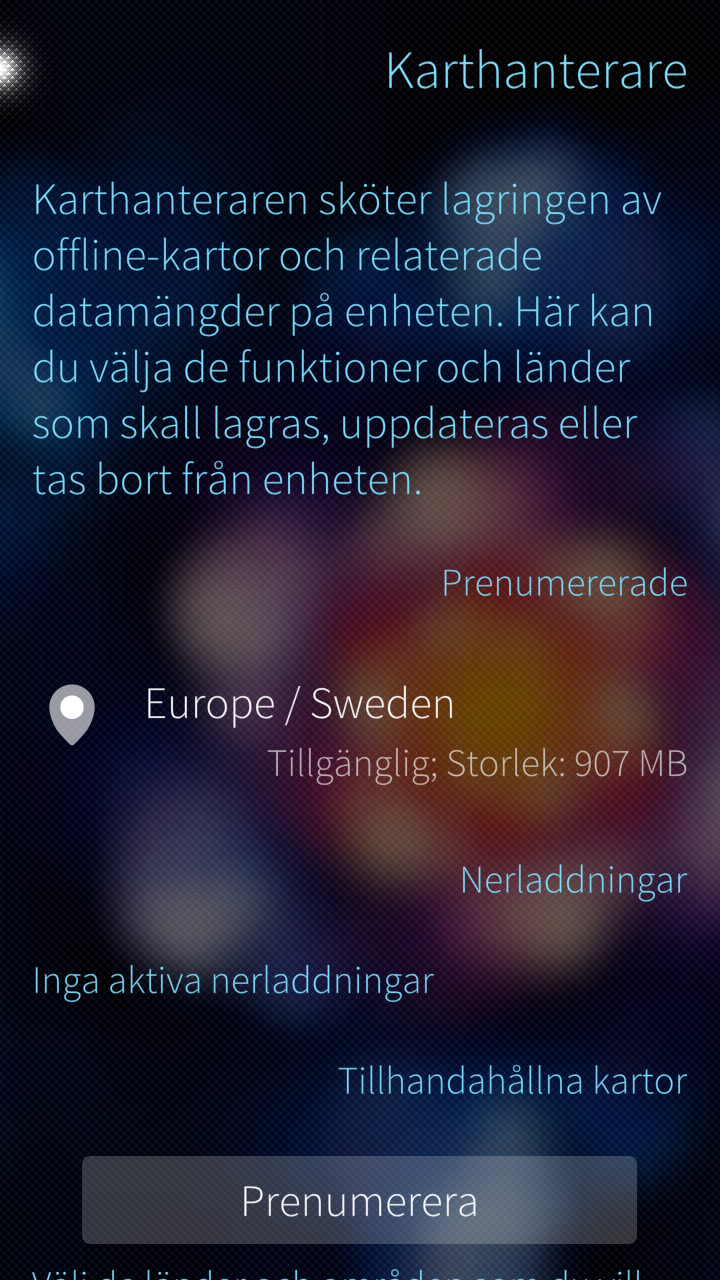 Karthanterare
Karthanteraren sköter lagringen av
offline-kartor och relaterade
datamängder på enheten. Här kan
du välja de funktioner och länder
som skall lagras, uppdateras eller
tas bort från enheten.
Prenumererade
Europe / Sweden
Tillgänglig; Storlek: 907 MB
Nerladdningar
Inga aktiva nerladdningar
Tillhandahållna kartor
Prenumerera